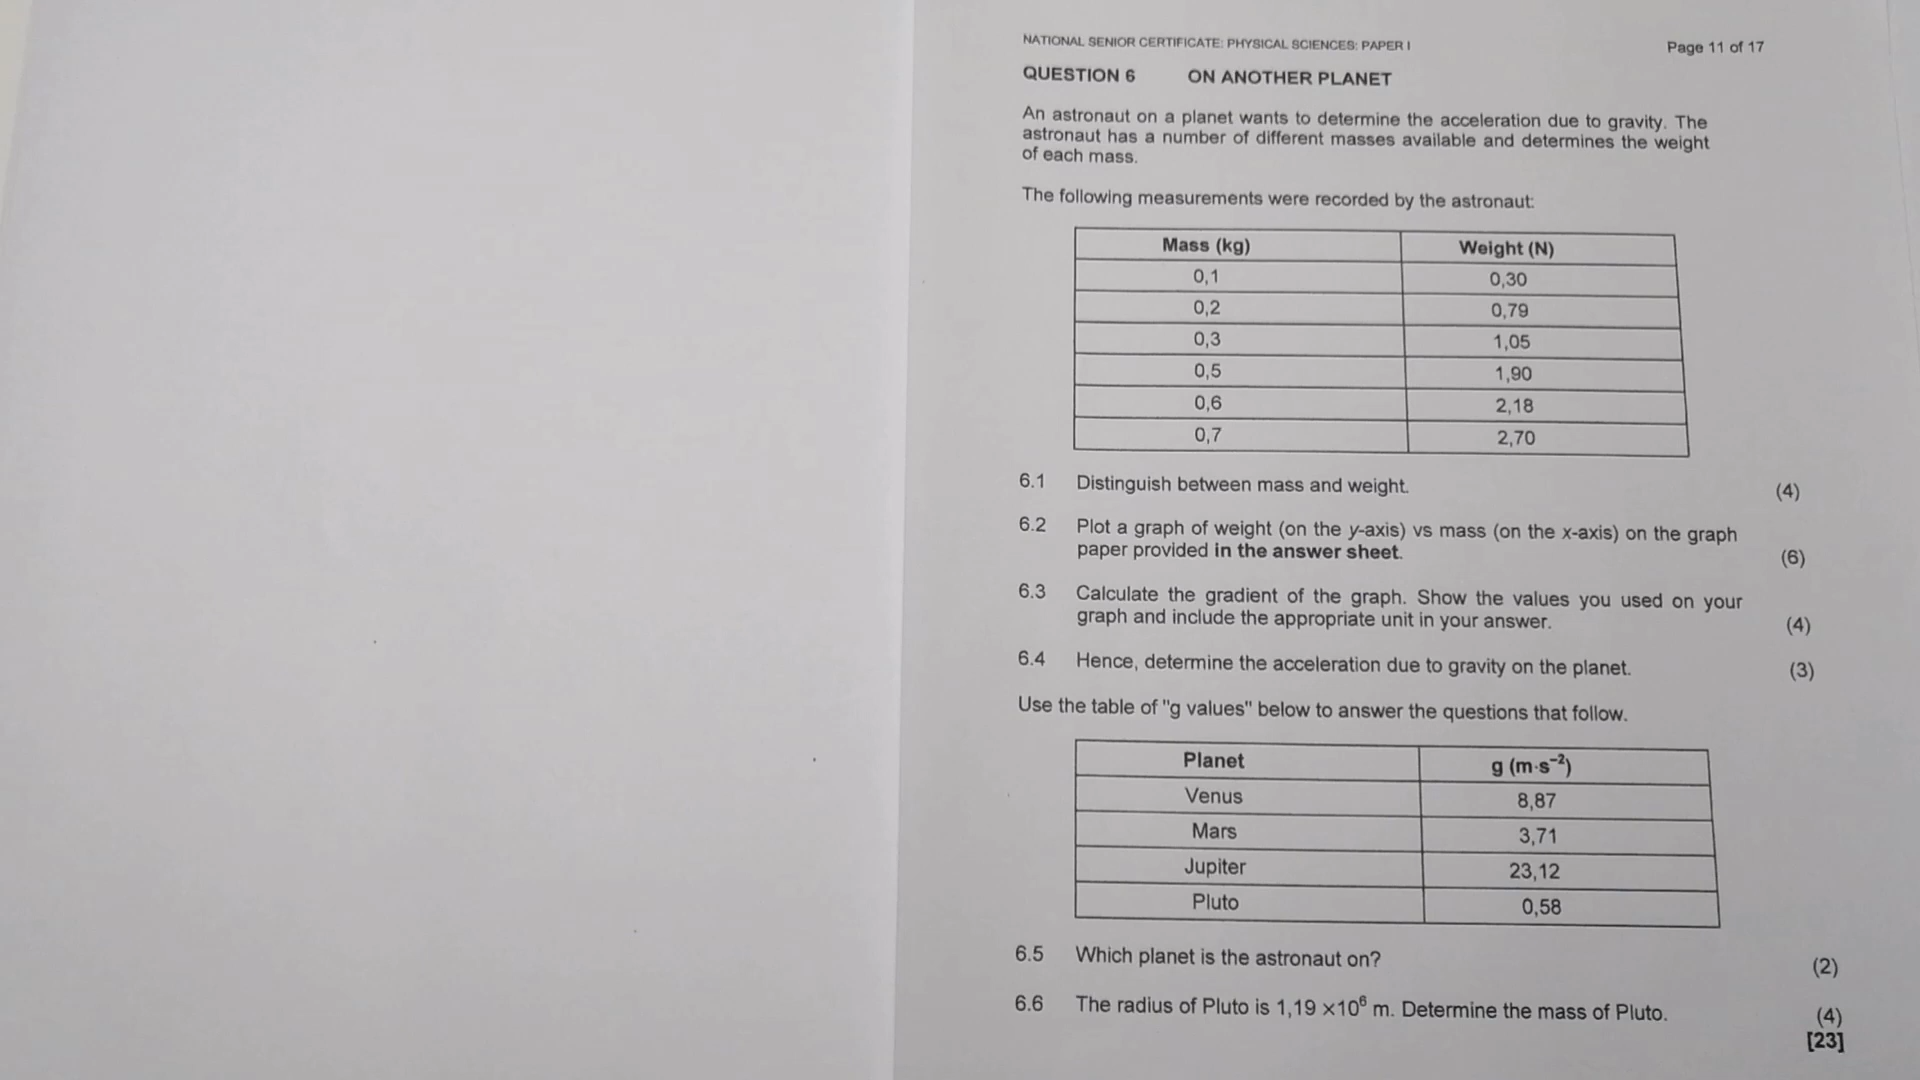 NATIONAL SENIOR CERTIFICATE: PHYSICAL SCIENCES: PAPER I Page 11 of 17
QUESTION 6 ON ANOTHER PLANET
An astronaut on a planet wants to determine the acceleration due to gravity. The
astronaut has a number of different masses available and determines the weight
of each mass.
The following measurements were recorded by the astronaut:
Mass (kg) Weight (N)
0,1 0,30
0,2 0,79
0,3 1,05
0,5 1,90
0,6 2,18
0,7 2,70
6.1 Distinguish between mass and weight. (4)
6.2 Plot a graph of weight (on the y-axis) vs mass (on the x-axis) on the graph
paper provided in the answer sheet. (6)
6.3 Calculate the gradient of the graph. Show the values you used on your
graph and include the appropriate unit in your answer. (4)
6.4 Hence, determine the acceleration due to gravity on the planet. (3)
Use the table of "g values" below to answer the questions that follow.
Planet g (m·s⁻²)
Venus 8,87
Mars 3,71
Jupiter 23,12
Pluto 0,58
6.5 Which planet is the astronaut on? (2)
6.6 The radius of Pluto is 1,19 ×10⁶ m. Determine the mass of Pluto. (4)
[23]